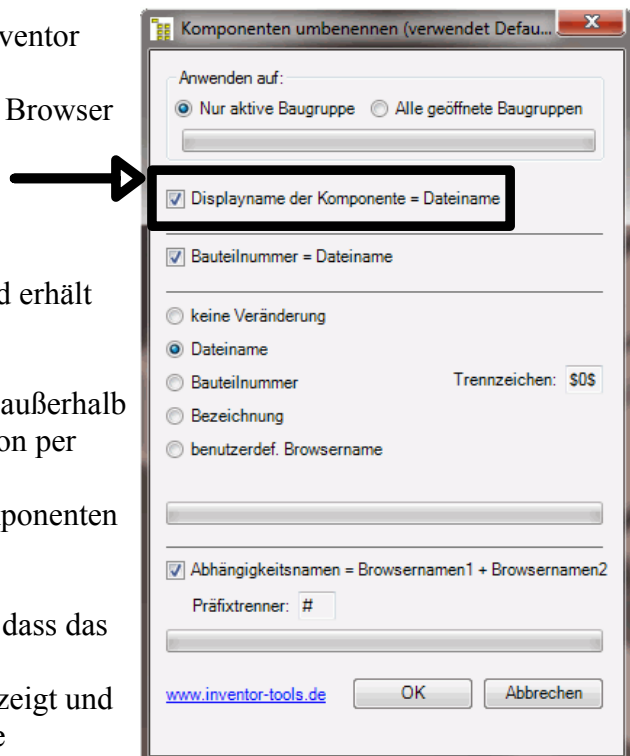 ventor
Browser
d erhält
außerhalb
on per
ponenten
dass das
zeigt und
e
Komponenten umbenennen (verwendet Defau...
Anwenden auf:
Nur aktive Baugruppe Alle geöffnete Baugruppen
Displayname der Komponente = Dateiname
Bauteilnummer = Dateiname
keine Veränderung
Dateiname
Bauteilnummer Trennzeichen: $0$
Bezeichnung
benutzerdef. Browsername
Abhängigkeitsnamen = Browsernamen1 + Browsernamen2
Präfixtrenner: #
www.inventor-tools.de OK Abbrechen